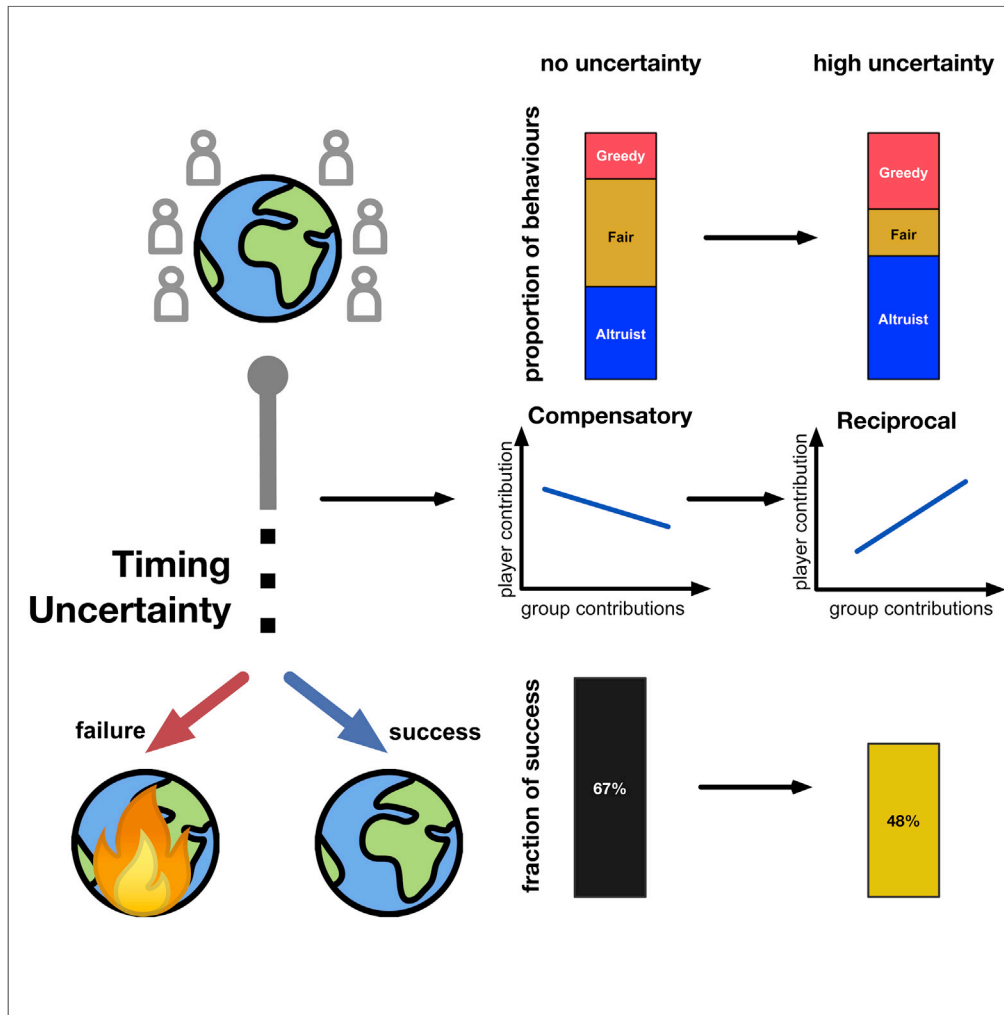 no uncertainty
high uncertainty
proportion of behaviours
Greedy
Fair
Altruist
Greedy
Fair
Altruist
Timing
Uncertainty
Compensatory
player contribution
group contributions
Reciprocal
player contribution
group contributions
failure
success
fraction of success
67%
48%